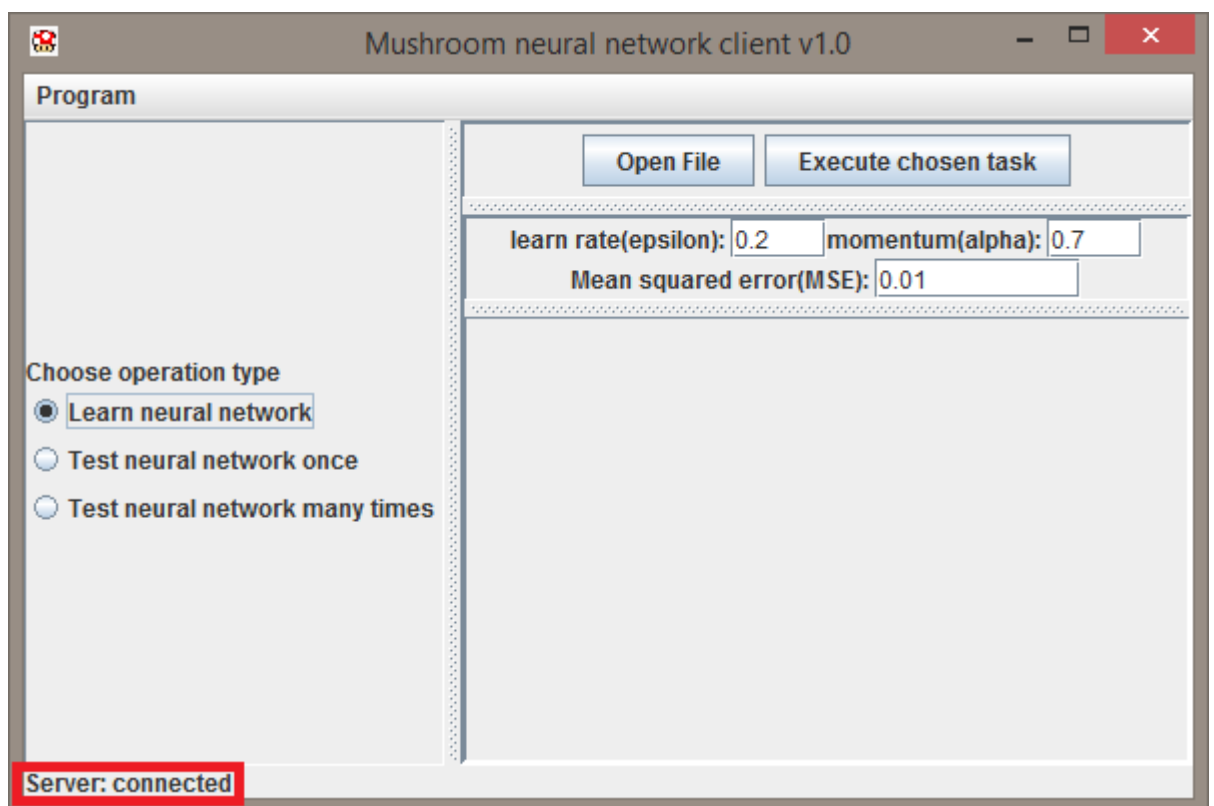 Mushroom neural network client v1.0
Program
Open File Execute chosen task
learn rate(epsilon): 0.2 momentum(alpha): 0.7
Mean squared error(MSE): 0.01
Choose operation type
Learn neural network
Test neural network once
Test neural network many times
Server: connected